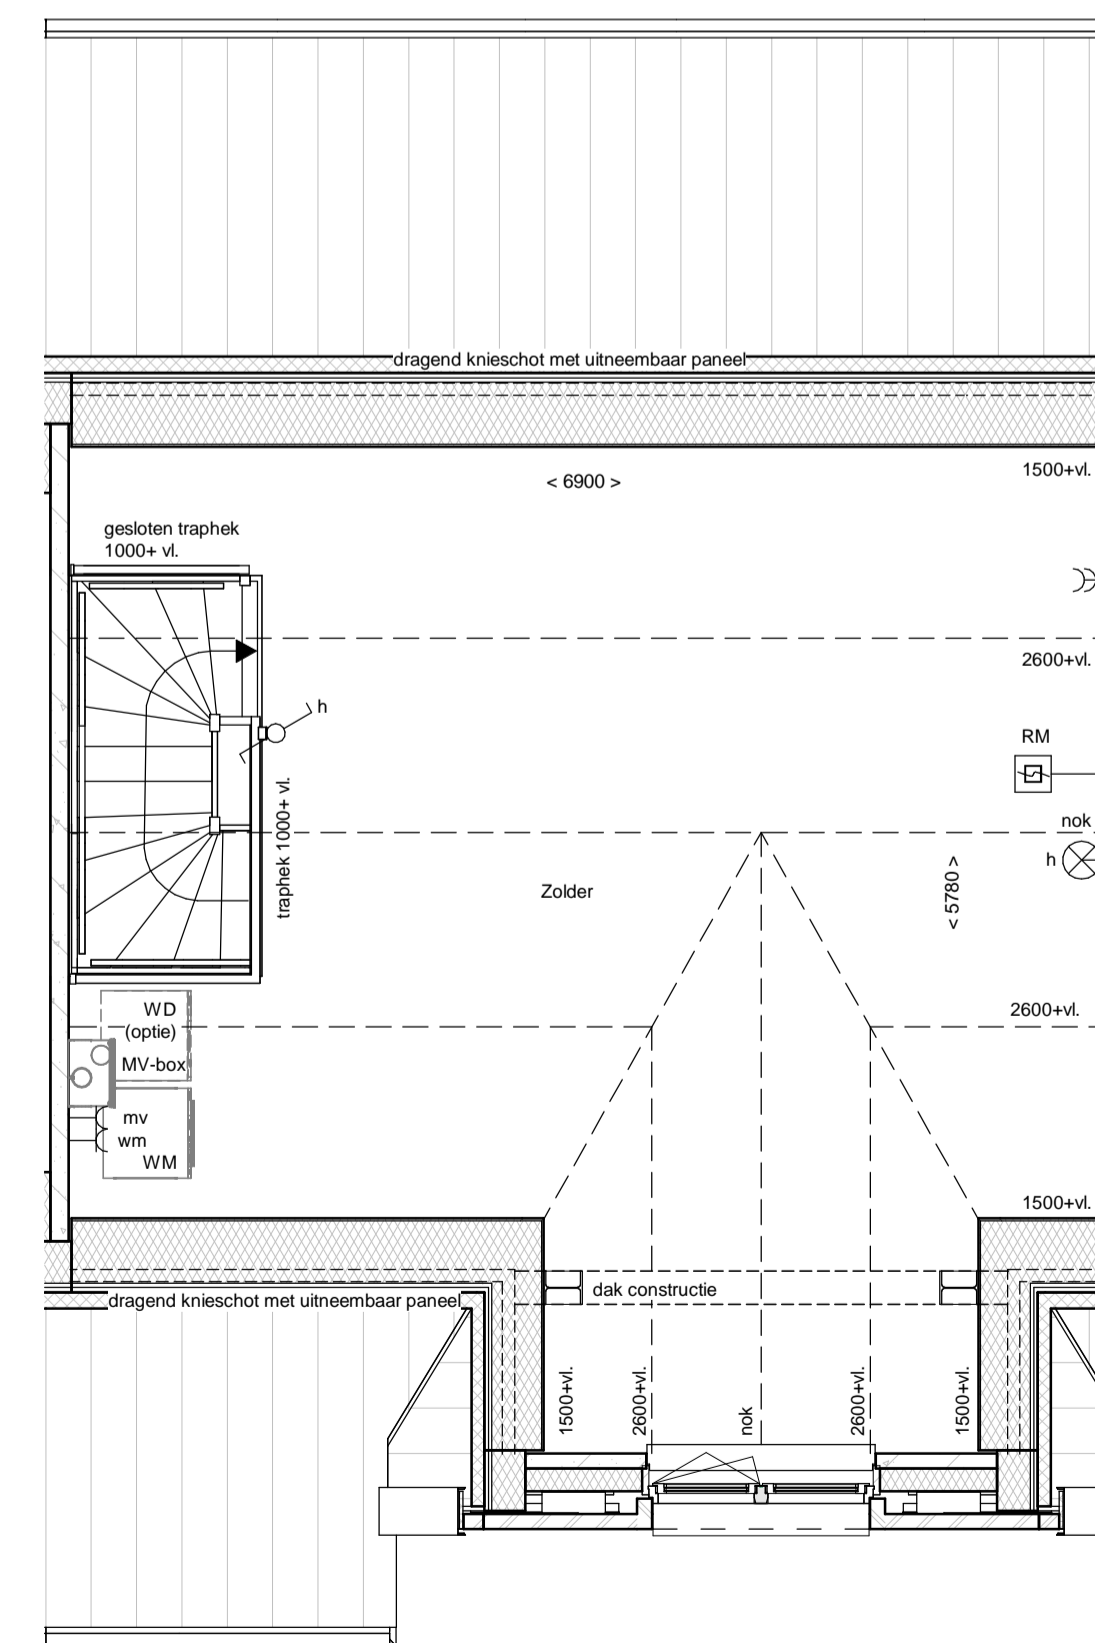 dragend knieschot met uitneembaar paneel
1500+vl.
< 6900 >
gesloten traphek
1000+ vl.
2600+vl.
h
RM
traphek 1000+ vl.
nok
h
Zolder
< 5780 >
WD
(optie)
2600+vl.
MV-box
mv
wm
WM
1500+vl.
dak constructie
dragend knieschot met uitneembaar paneel
1500+vl.
2600+vl.
nok
2600+vl.
1500+vl.